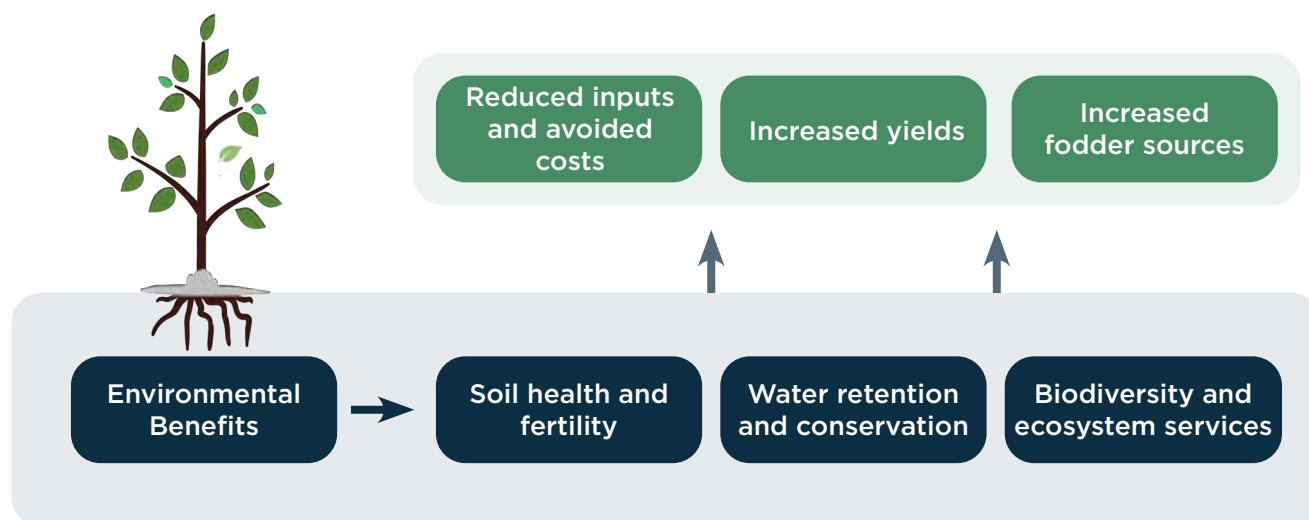 Reduced inputs
and avoided
costs
Increased yields
Increased
fodder sources
Environmental
Benefits
Soil health and
fertility
Water retention
and conservation
Biodiversity and
ecosystem services